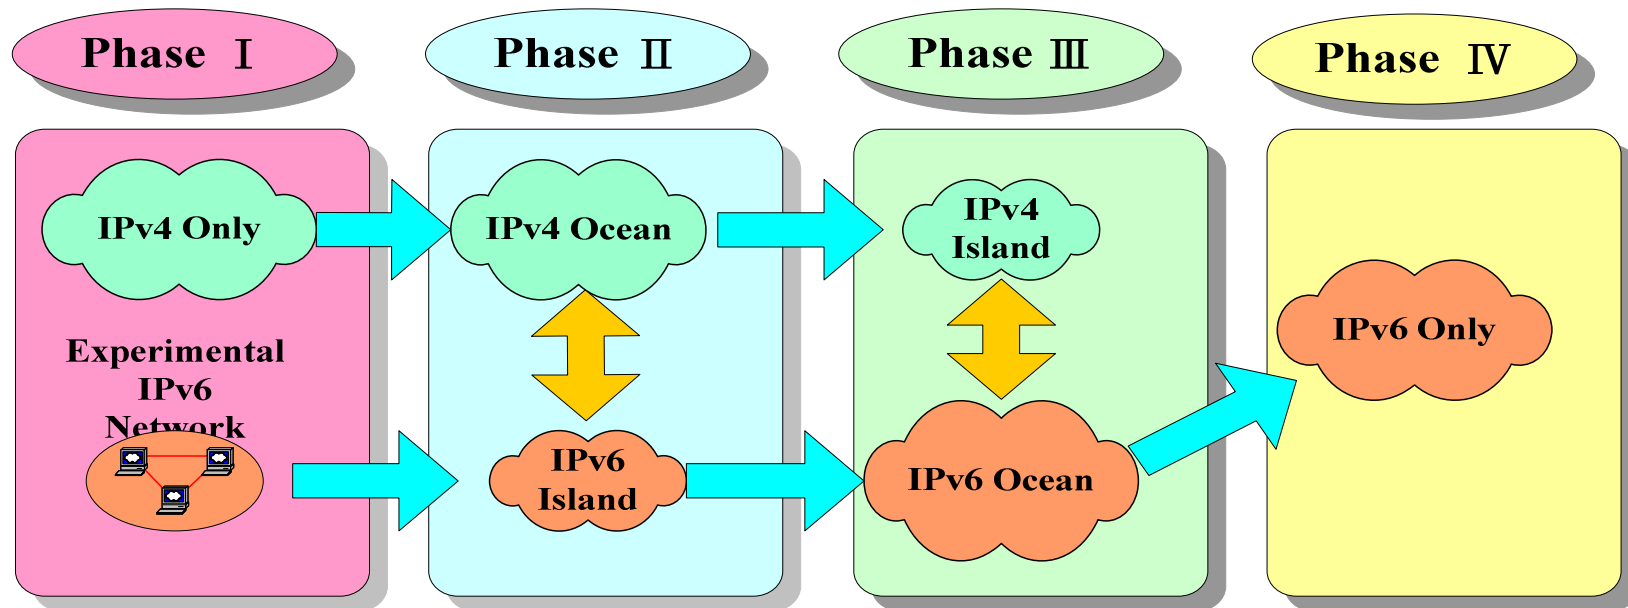 Phase Ⅰ
Phase Ⅱ
Phase Ⅲ
Phase Ⅳ
IPv4 Only
Experimental
IPv6
Network
IPv4 Ocean
IPv6
Island
IPv4
Island
IPv6 Ocean
IPv6 Only